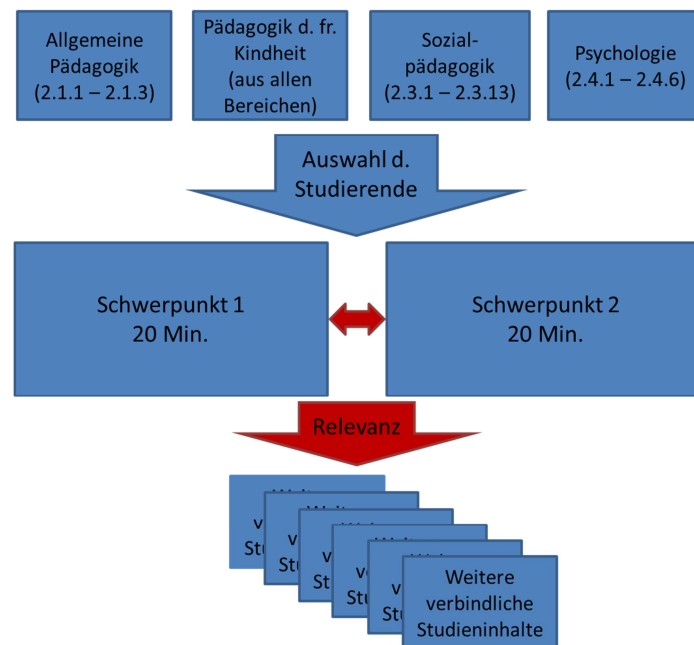 Allgemeine
Pädagogik
(2.1.1 – 2.1.3)
Pädagogik d. fr.
Kindheit
(aus allen
Bereichen)
Sozial-
pädagogik
(2.3.1 – 2.3.13)
Psychologie
(2.4.1 – 2.4.6)
Auswahl d.
Studierende
Schwerpunkt 1
20 Min.
Schwerpunkt 2
20 Min.
Relevanz
Weitere
verbindliche
Studieninhalte